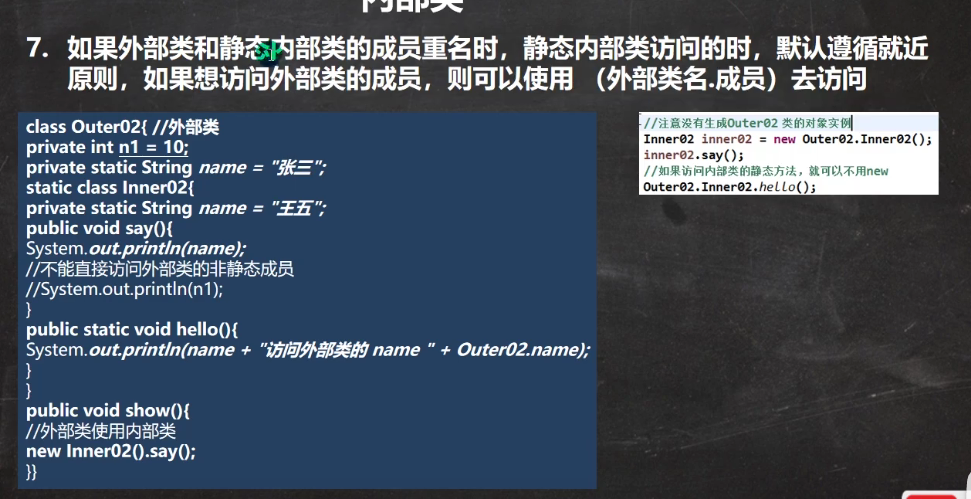 内部类
7. 如果外部类和静态内部类的成员重名时，静态内部类访问的时，默认遵循就近
原则，如果想访问外部类的成员，则可以使用 （外部类名.成员）去访问
class Outer02{ //外部类
private int n1 = 10;
private static String name = "张三";
static class Inner02{
private static String name = "王五";
public void say(){
System.out.println(name);
//不能直接访问外部类的非静态成员
//System.out.println(n1);
}
public static void hello(){
System.out.println(name + "访问外部类的 name " + Outer02.name);
}
}
public void show(){
//外部类使用内部类
new Inner02().say();
}}
//注意没有生成Outer02 类的对象实例
Inner02 inner02 = new Outer02.Inner02();
inner02.say();
//如果访问内部类的静态方法，就可以不用new
Outer02.Inner02.hello();